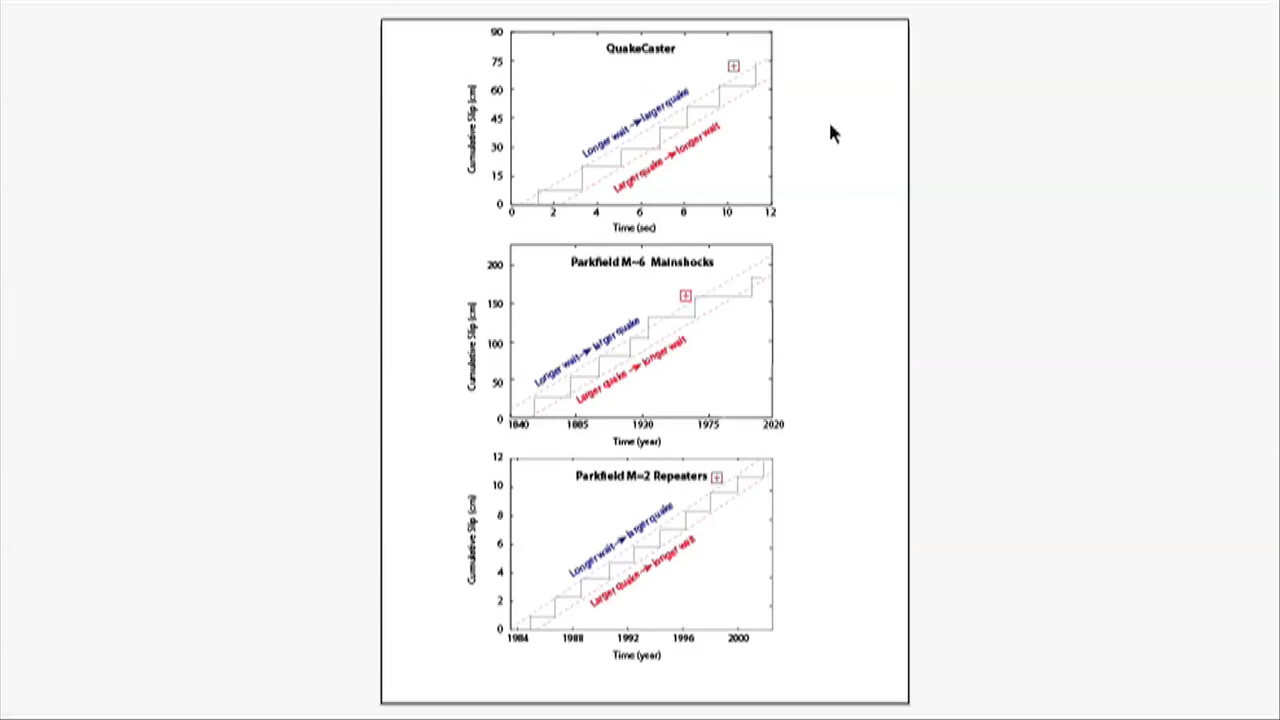 QuakeCaster
90
75
60
45
30
15
0
Cumulative Slip (cm)
Longer wait → larger quake
Larger quake → longer wait
0 2 4 6 8 10 12
Time (sec)
Parkfield M~6 Mainshocks
200
150
100
50
0
Cumulative Slip (cm)
Longer wait → larger quake
Larger quake → longer wait
1840 1885 1930 1975 2020
Time (year)
Parkfield M~2 Repeaters
12
10
8
6
4
2
0
Cumulative Slip (cm)
Longer wait → larger quake
Larger quake → longer wait
1984 1988 1992 1996 2000
Time (year)